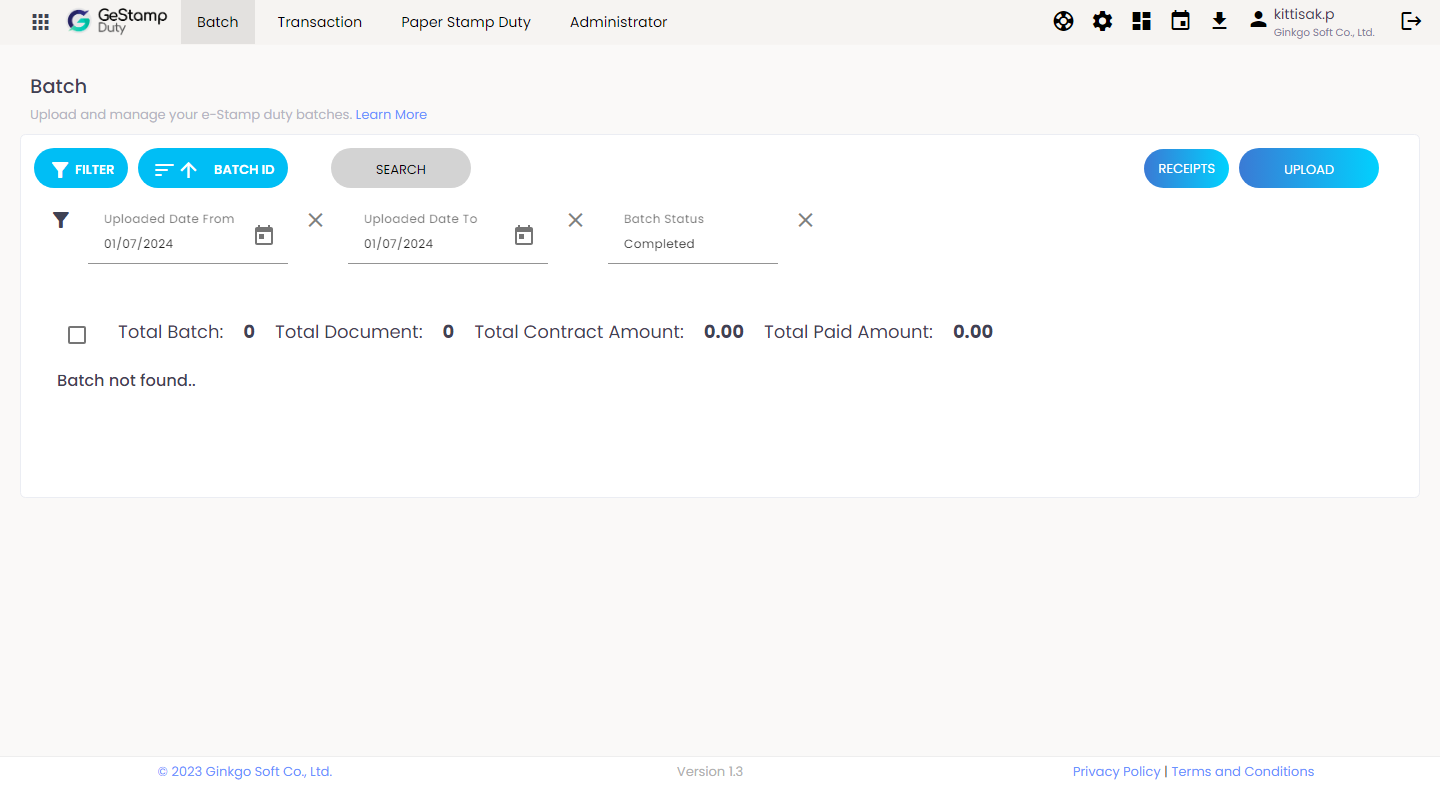 GeStamp Duty Batch Transaction Paper Stamp Duty Administrator kittisak.p
Ginkgo Soft Co., Ltd.
Batch
Upload and manage your e-Stamp duty batches. Learn More
FILTER BATCH ID SEARCH RECEIPTS UPLOAD
Uploaded Date From Uploaded Date To Batch Status
01/07/2024 01/07/2024 Completed
Total Batch: 0 Total Document: 0 Total Contract Amount: 0.00 Total Paid Amount: 0.00
Batch not found..
© 2023 Ginkgo Soft Co., Ltd. Version 1.3 Privacy Policy | Terms and Conditions